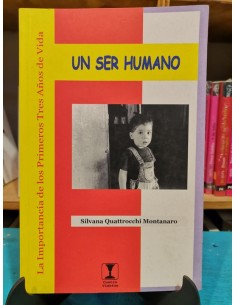 La Importancia de los Primeros Tres Años de Vida
UN SER HUMANO
Silvana Quattrocchi Montanaro